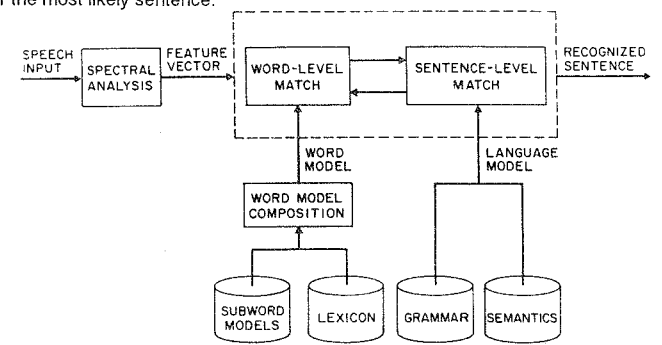 the most likely sentence.
SPEECH
INPUT
SPECTRAL
ANALYSIS
FEATURE
VECTOR
WORD-LEVEL
MATCH
SENTENCE-LEVEL
MATCH
RECOGNIZED
SENTENCE
WORD
MODEL
LANGUAGE
MODEL
WORD MODEL
COMPOSITION
SUBWORD
MODELS
LEXICON
GRAMMAR
SEMANTICS